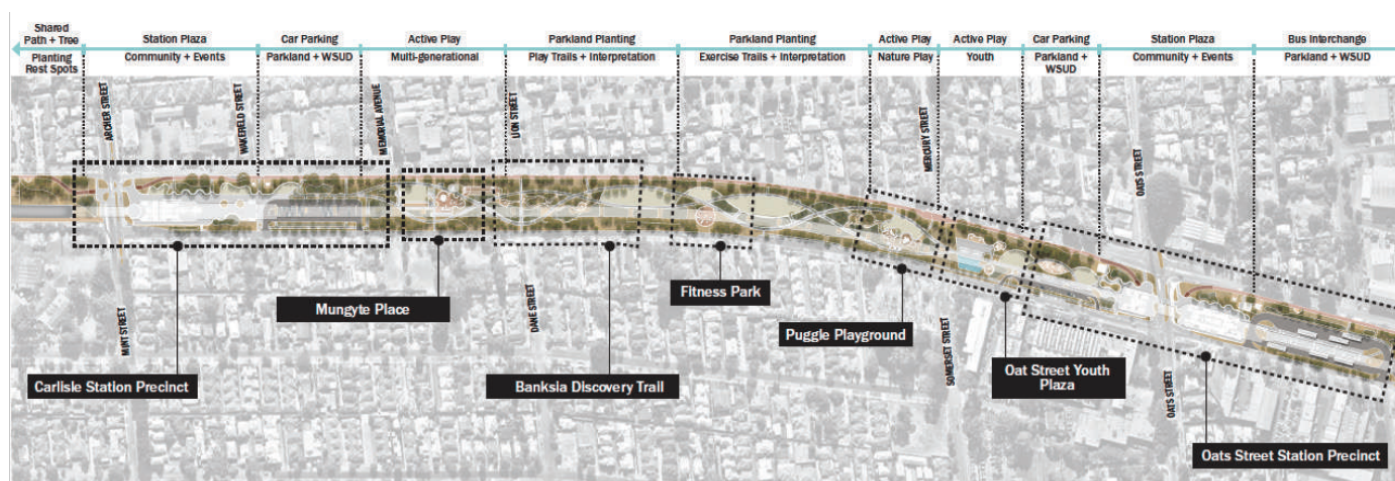 Shared
Path + Tree
Planting
Rest Spots
Station Plaza
Community + Events
Car Parking
Parkland + WSUD
Active Play
Multi-generational
Parkland Planting
Play Trails + Interpretation
Parkland Planting
Exercise Trails + Interpretation
Active Play
Nature Play
Active Play
Youth
Car Parking
Parkland +
WSUD
Station Plaza
Community + Events
Bus Interchange
Parkland + WSUD
ARCHER STREET
WAKEFIELD STREET
MEMORIAL AVENUE
LION STREET
MERCURY STREET
OATS STREET
MINT STREET
DANE STREET
SOMERSET STREET
OATS STREET
Carlisle Station Precinct
Mungyte Place
Banksia Discovery Trail
Fitness Park
Puggle Playground
Oat Street Youth
Plaza
Oats Street Station Precinct